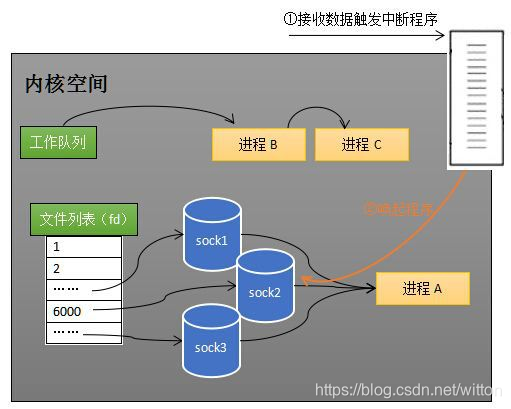 ①接收数据触发中断程序
内核空间
工作队列
进程 B
进程 C
②唤起程序
文件列表（fd）
1
2
……
6000
……
sock1
sock2
sock3
进程 A
https://blog.csdn.net/witton